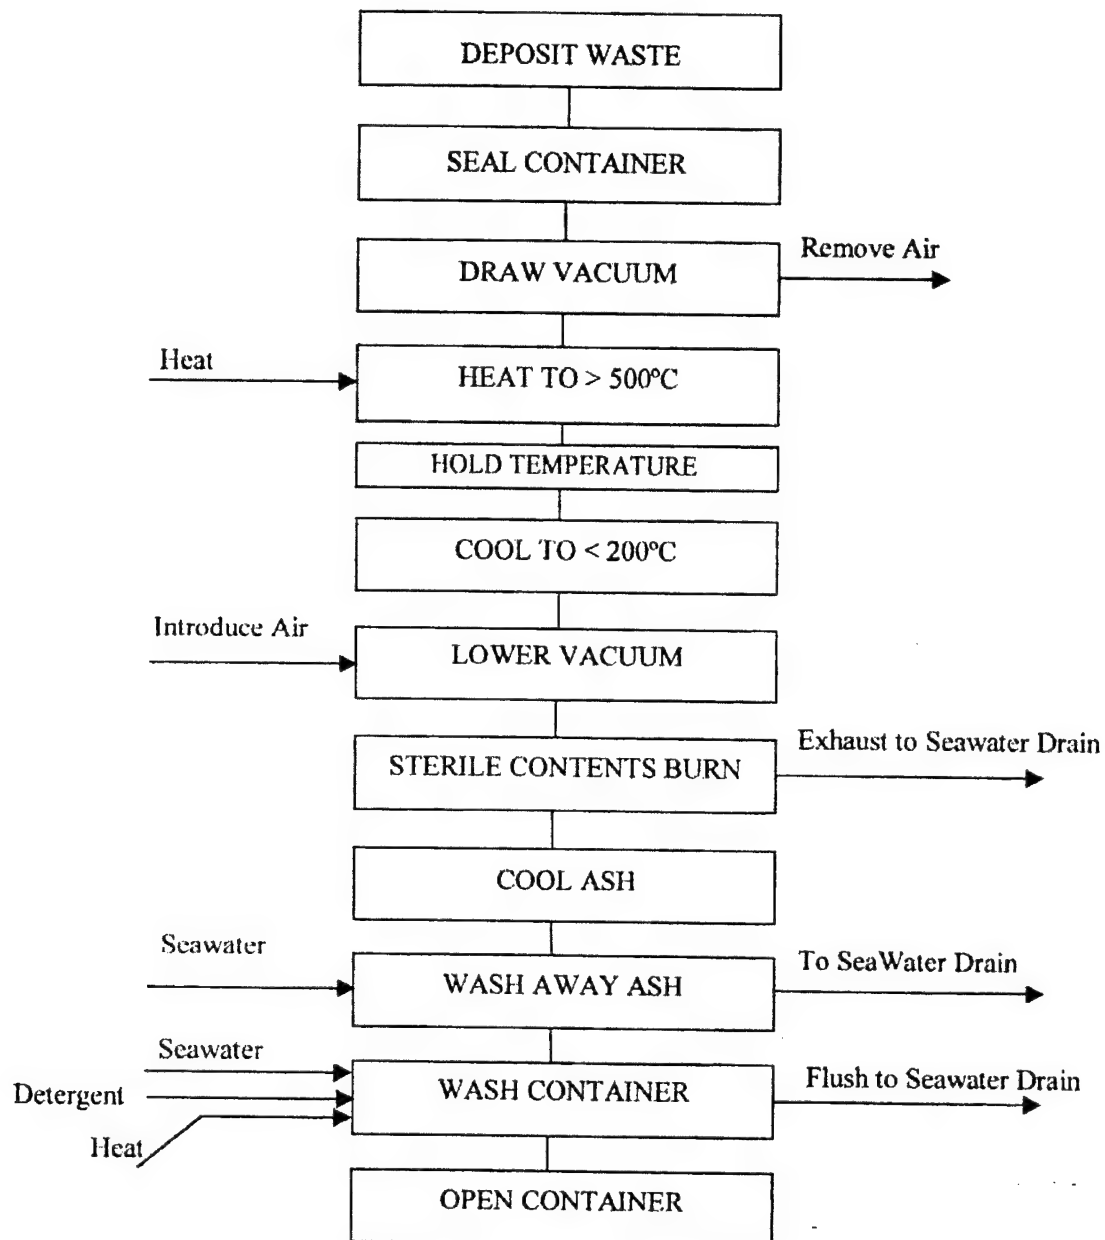 DEPOSIT WASTE
SEAL CONTAINER
DRAW VACUUM
Remove Air
Heat
HEAT TO > 500ºC
HOLD TEMPERATURE
COOL TO < 200ºC
Introduce Air
LOWER VACUUM
STERILE CONTENTS BURN
Exhaust to Seawater Drain
COOL ASH
Seawater
WASH AWAY ASH
To SeaWater Drain
Seawater
Detergent
Heat
WASH CONTAINER
Flush to Seawater Drain
OPEN CONTAINER